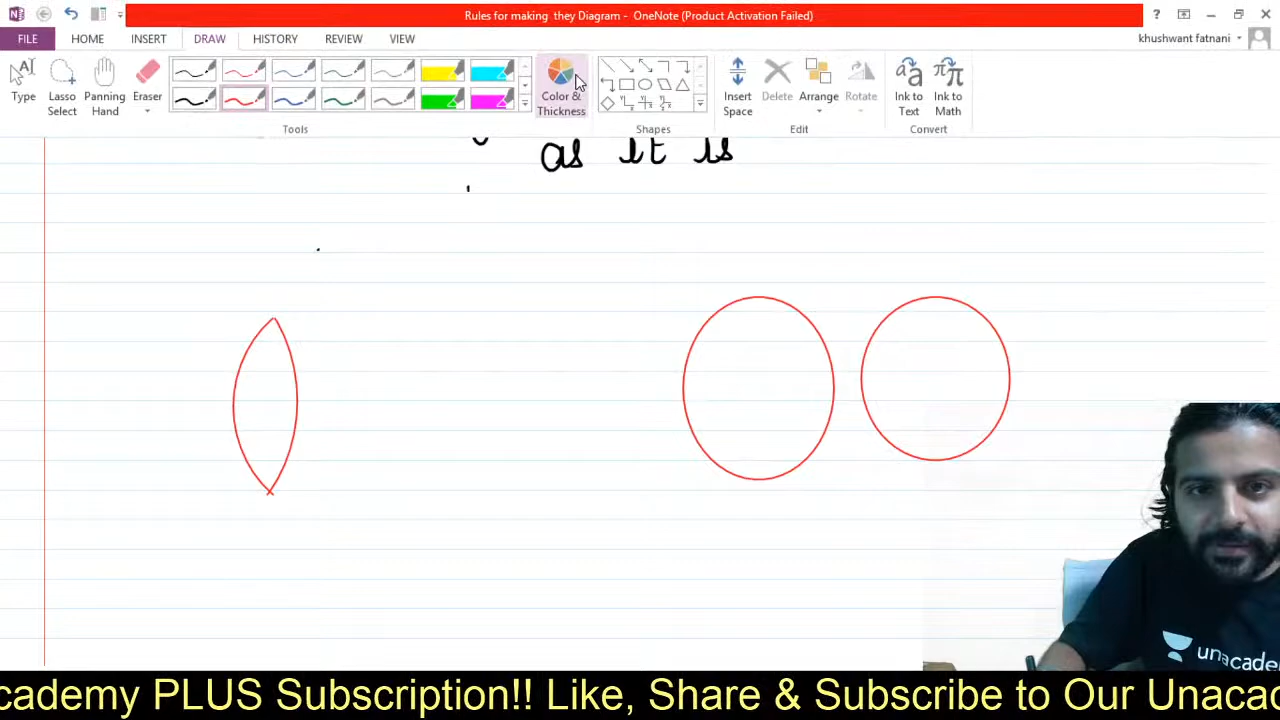 Rules for making they Diagram - OneNote (Product Activation Failed)
?
FILE HOME INSERT DRAW HISTORY REVIEW VIEW
khushwant fatnani
Type
Lasso Select
Panning Hand
Eraser
Color & Thickness
Insert Space
Delete
Arrange
Rotate
Ink to Text
Ink to Math
Tools
Shapes
Edit
Convert
as it is
unacade
cademy PLUS Subscription!! Like, Share & Subscribe to Our Unaca